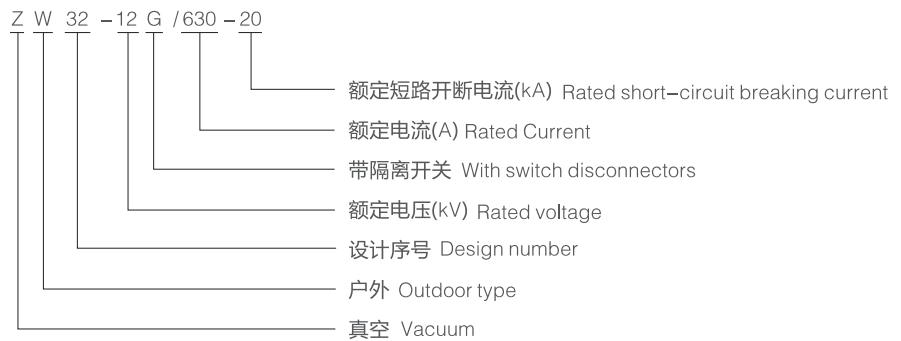 Z W 32 -12 G /630-20
额定短路开断电流(kA) Rated short-circuit breaking current
额定电流(A) Rated Current
带隔离开关 With switch disconnectors
额定电压(kV) Rated voltage
设计序号 Design number
户外 Outdoor type
真空 Vacuum